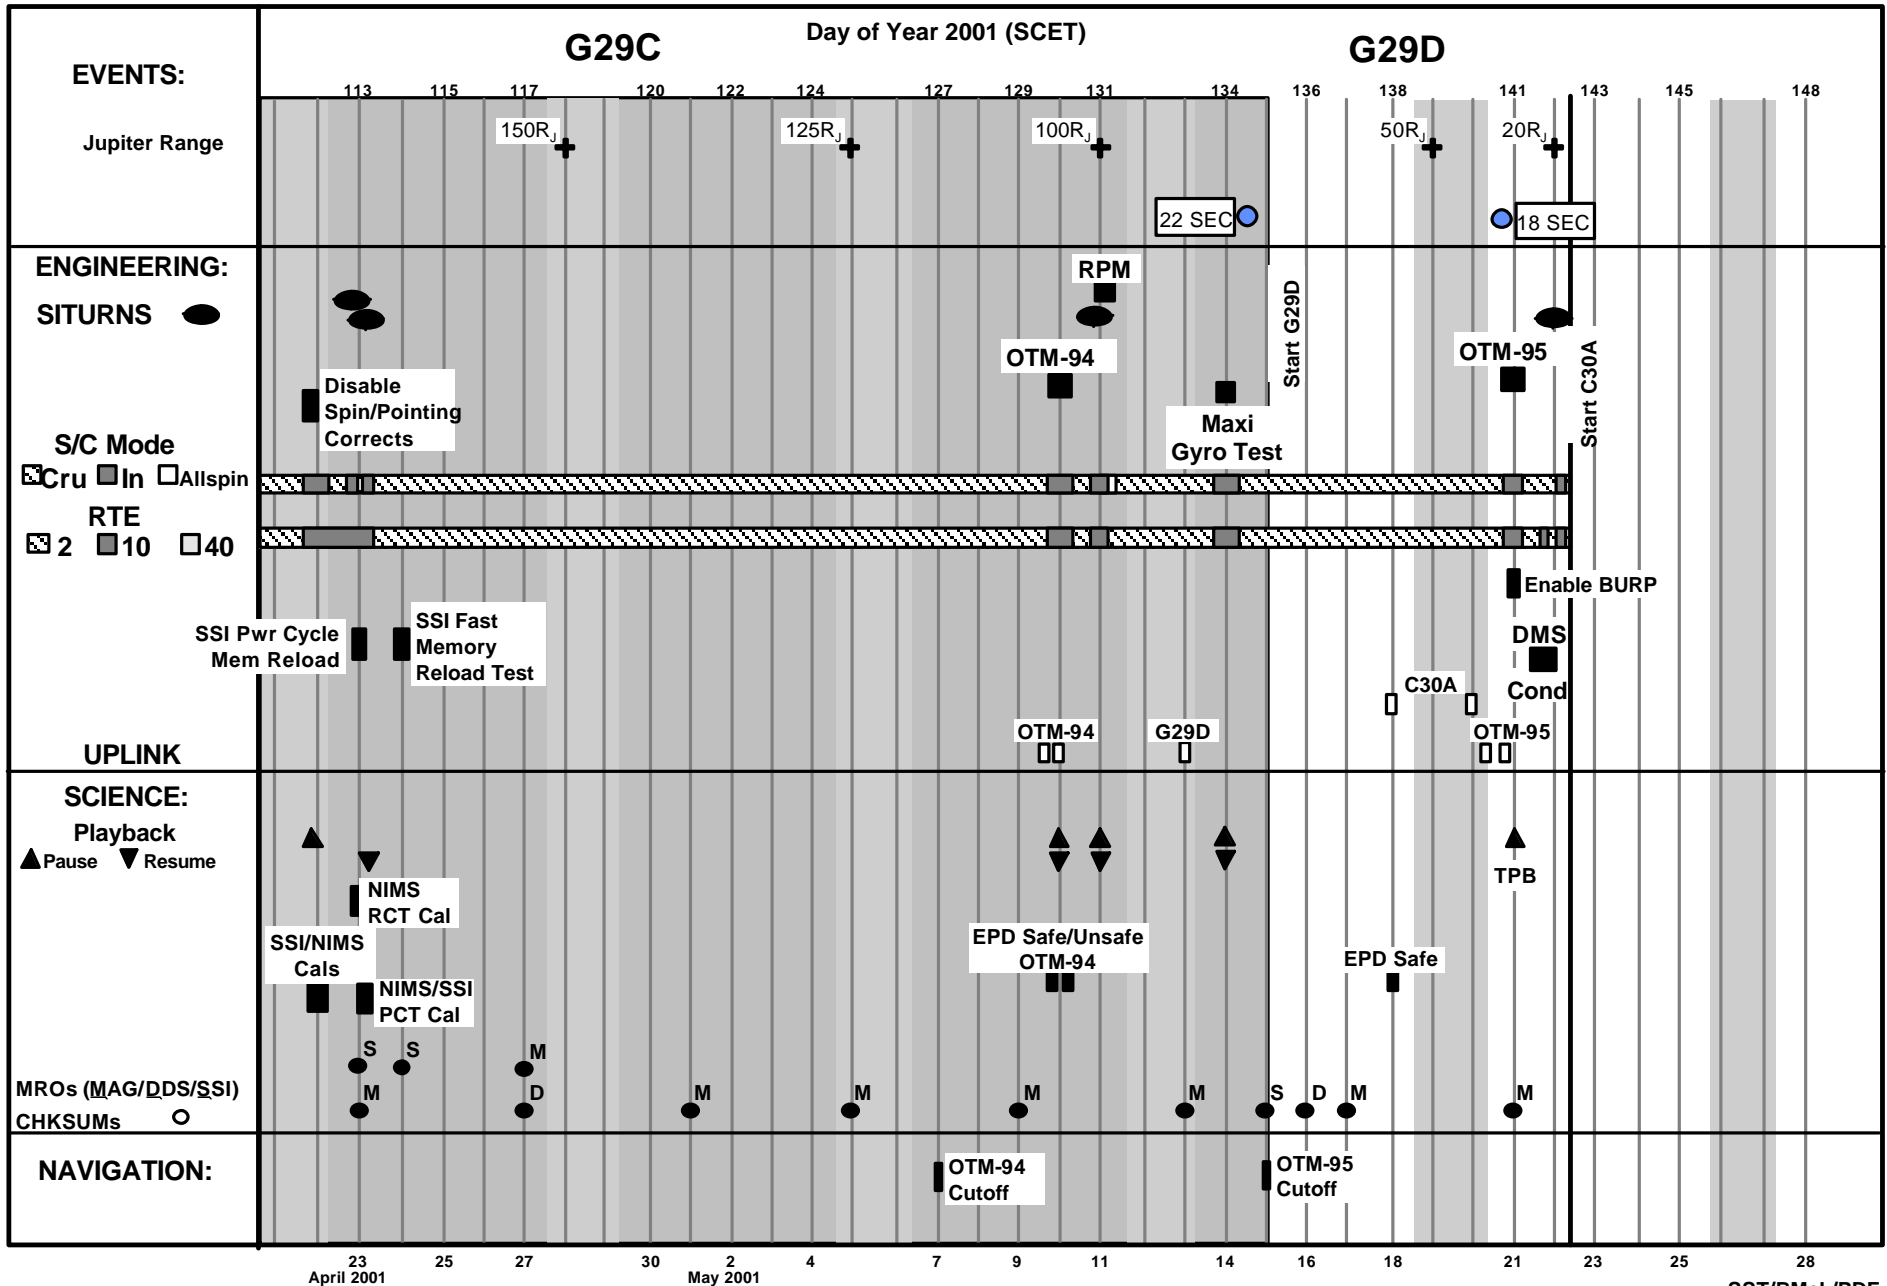 Day of Year 2001 (SCET)
G29C
G29D
EVENTS:
113 115 117 120 122 124 127 129 131 134 136 138 141 143 145 148
Jupiter Range
150RJ
125RJ
100RJ
50RJ
20RJ
22 SEC
18 SEC
ENGINEERING:
SITURNS
RPM
OTM-94
OTM-95
Start G29D
Start C30A
Disable
Spin/Pointing
Corrects
Maxi
Gyro Test
S/C Mode
Cru In Allspin
RTE
2 10 40
Enable BURP
SSI Pwr Cycle
Mem Reload
SSI Fast
Memory
Reload Test
DMS
Cond
C30A
OTM-94
G29D
OTM-95
UPLINK
SCIENCE:
Playback
Pause Resume
TPB
NIMS
RCT Cal
SSI/NIMS
Cals
NIMS/SSI
PCT Cal
EPD Safe/Unsafe
OTM-94
EPD Safe
S S M
MROs (MAG/DDS/SSI)
M D M M M M S D M M
CHKSUMs
NAVIGATION:
OTM-94
Cutoff
OTM-95
Cutoff
23 25 27 30 2 4 7 9 11 14 16 18 21 23 25 28
April 2001
May 2001